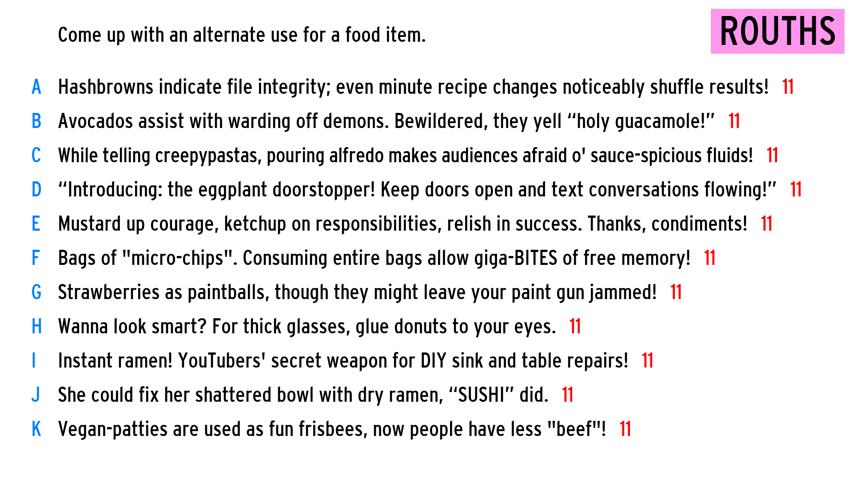 Come up with an alternate use for a food item.
ROUTHS
A Hashbrowns indicate file integrity; even minute recipe changes noticeably shuffle results! 11
B Avocados assist with warding off demons. Bewildered, they yell “holy guacamole!” 11
C While telling creepypastas, pouring alfredo makes audiences afraid o' sauce-spicious fluids! 11
D “Introducing: the eggplant doorstopper! Keep doors open and text conversations flowing!” 11
E Mustard up courage, ketchup on responsibilities, relish in success. Thanks, condiments! 11
F Bags of "micro-chips". Consuming entire bags allow giga-BITES of free memory! 11
G Strawberries as paintballs, though they might leave your paint gun jammed! 11
H Wanna look smart? For thick glasses, glue donuts to your eyes. 11
I Instant ramen! YouTubers' secret weapon for DIY sink and table repairs! 11
J She could fix her shattered bowl with dry ramen, “SUSHI” did. 11
K Vegan-patties are used as fun frisbees, now people have less "beef"! 11